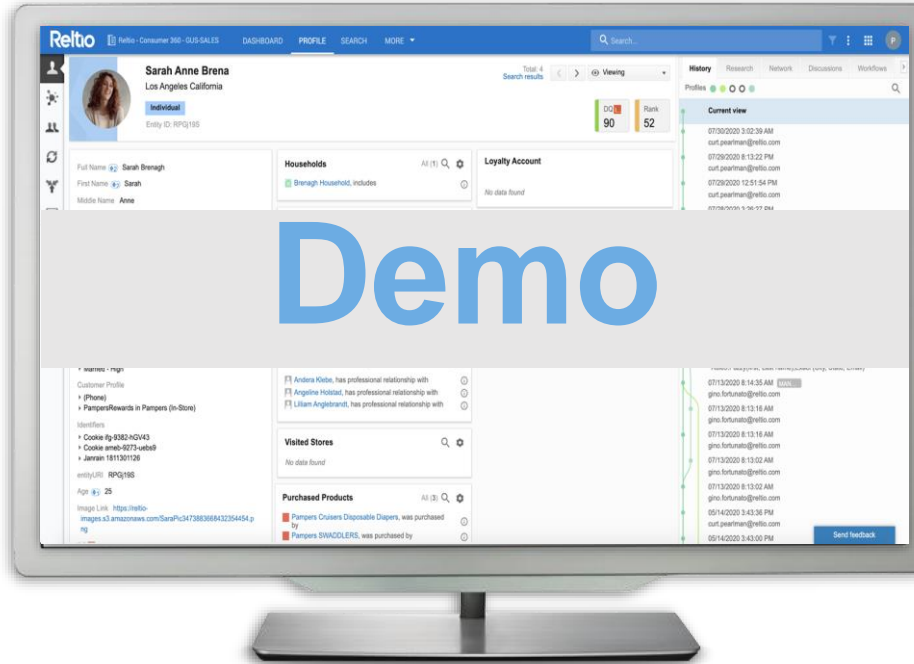 Reltio
Reltio - Consumer 360 - GUS-SALES
DASHBOARD
PROFILE
SEARCH
MORE
Search...
P
Sarah Anne Brena
Los Angeles California
Individual
Entity ID: RPGj19S
Total: 4
Search results
Viewing
DQ
90
Rank
52
Full Name Sarah Brenagh
First Name Sarah
Middle Name Anne
Households
All (1)
Brenagh Household, includes
Loyalty Account
No data found
History
Research
Network
Discussions
Workflows
Profiles
Current view
07/30/2020 3:02:39 AM
curt.pearlman@reltio.com
07/29/2020 8:13:22 PM
curt.pearlman@reltio.com
07/29/2020 12:51:54 PM
curt.pearlman@reltio.com
Demo
Married - High
Customer Profile
(Phone)
PampersRewards in Pampers (In-Store)
Identifiers
Cookie ifg-9382-hGV43
Cookie ameb-9273-uebs9
Janrain 1811301126
entityURI RPGj19S
Age 25
Image Link https://reltio-
images.s3.amazonaws.com/SaraPic3473863668432354454.p
ng
Andera Klebe, has professional relationship with
Angeline Holstad, has professional relationship with
Lilliam Anglebrandt, has professional relationship with
Visited Stores
No data found
Purchased Products
All (3)
Pampers Cruisers Disposable Diapers, was purchased
by
Pampers SWADDLERS, was purchased by
07/13/2020 8:14:35 AM
gino.fortunato@reltio.com
07/13/2020 8:13:16 AM
gino.fortunato@reltio.com
07/13/2020 8:13:16 AM
gino.fortunato@reltio.com
07/13/2020 8:13:02 AM
gino.fortunato@reltio.com
07/13/2020 8:13:02 AM
gino.fortunato@reltio.com
05/14/2020 3:43:36 PM
curt.pearlman@reltio.com
05/14/2020 3:43:00 PM
Send feedback